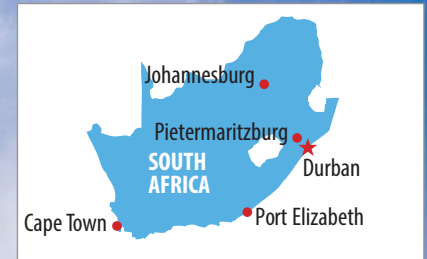 Johannesburg
Pietermaritzburg
SOUTH
AFRICA
Durban
Cape Town
Port Elizabeth